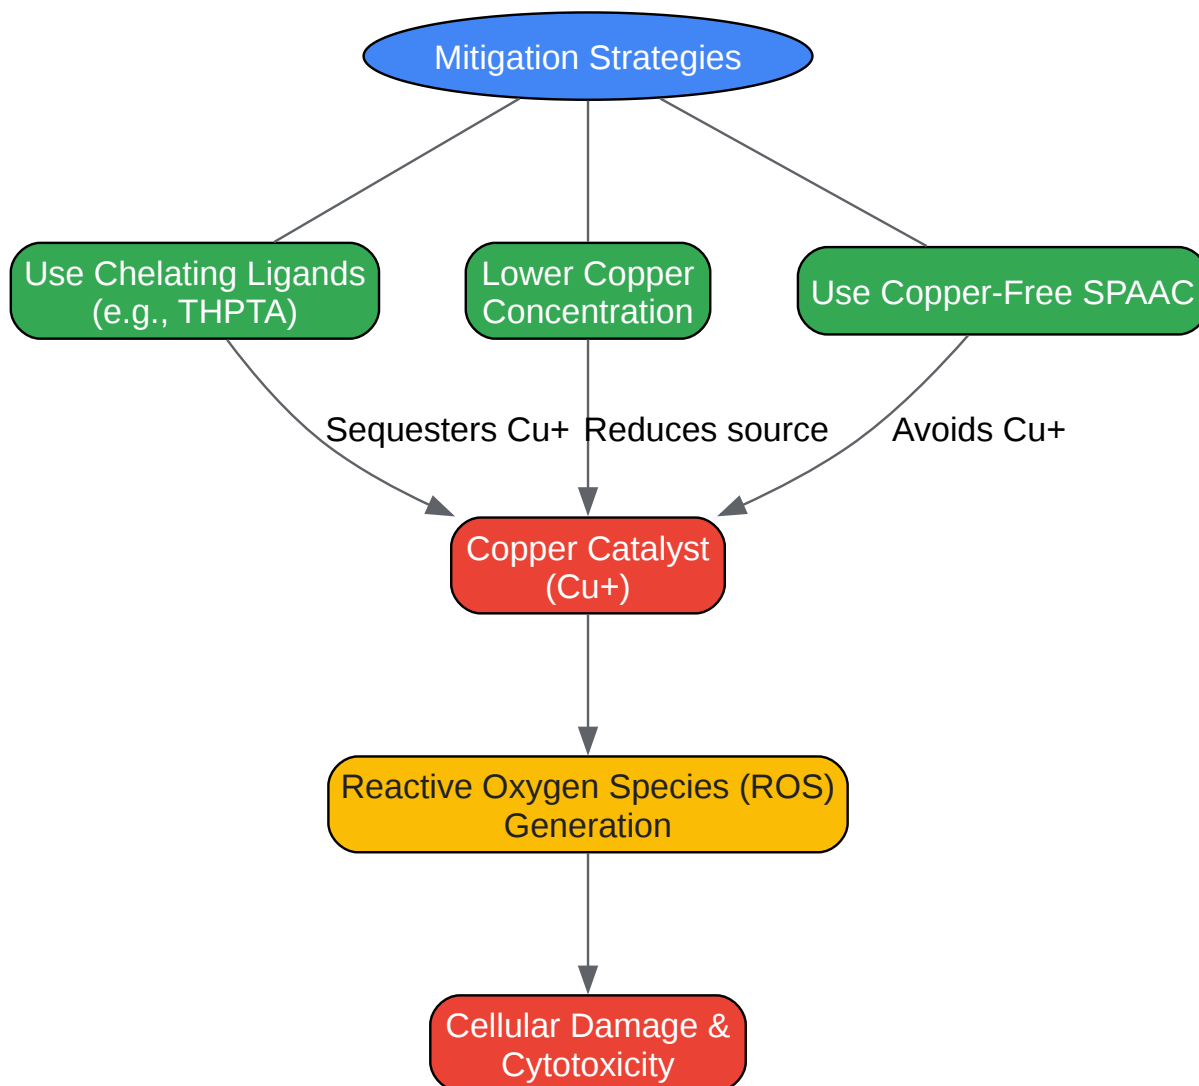 Mitigation Strategies
Use Chelating Ligands
(e.g., THPTA)
Lower Copper
Concentration
Use Copper-Free SPAAC
Sequesters Cu+
Reduces source
Avoids Cu+
Copper Catalyst
(Cu+)
Reactive Oxygen Species (ROS)
Generation
Cellular Damage &
Cytotoxicity